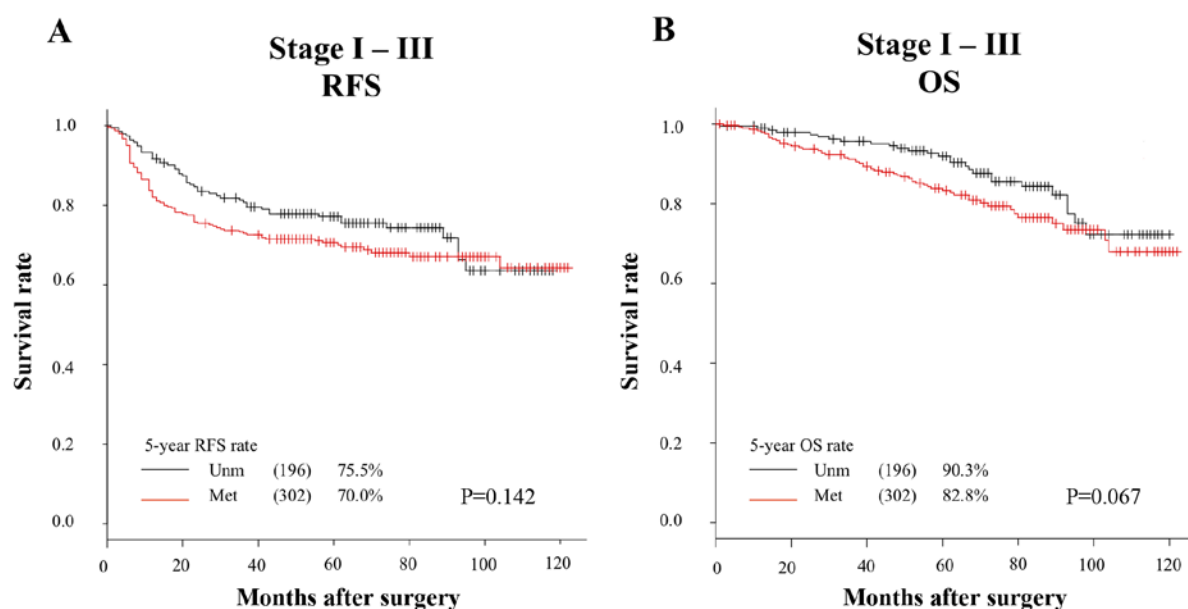 A
Stage I – III
RFS
1.0
0.8
0.6
0.4
0.2
0.0
Survival rate
5-year RFS rate
Unm (196) 75.5%
Met (302) 70.0%
P=0.142
0 20 40 60 80 100 120
Months after surgery
B
Stage I – III
OS
1.0
0.8
0.6
0.4
0.2
0.0
Survival rate
5-year OS rate
Unm (196) 90.3%
Met (302) 82.8%
P=0.067
0 20 40 60 80 100 120
Months after surgery